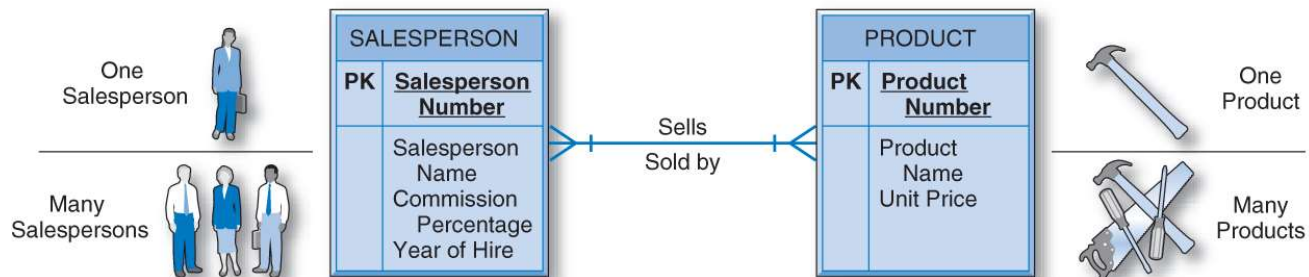 One
Salesperson
Many
Salespersons
SALESPERSON
PK
Salesperson
Number
Salesperson
Name
Commission
Percentage
Year of Hire
Sells
Sold by
PRODUCT
PK
Product
Number
Product
Name
Unit Price
One
Product
Many
Products